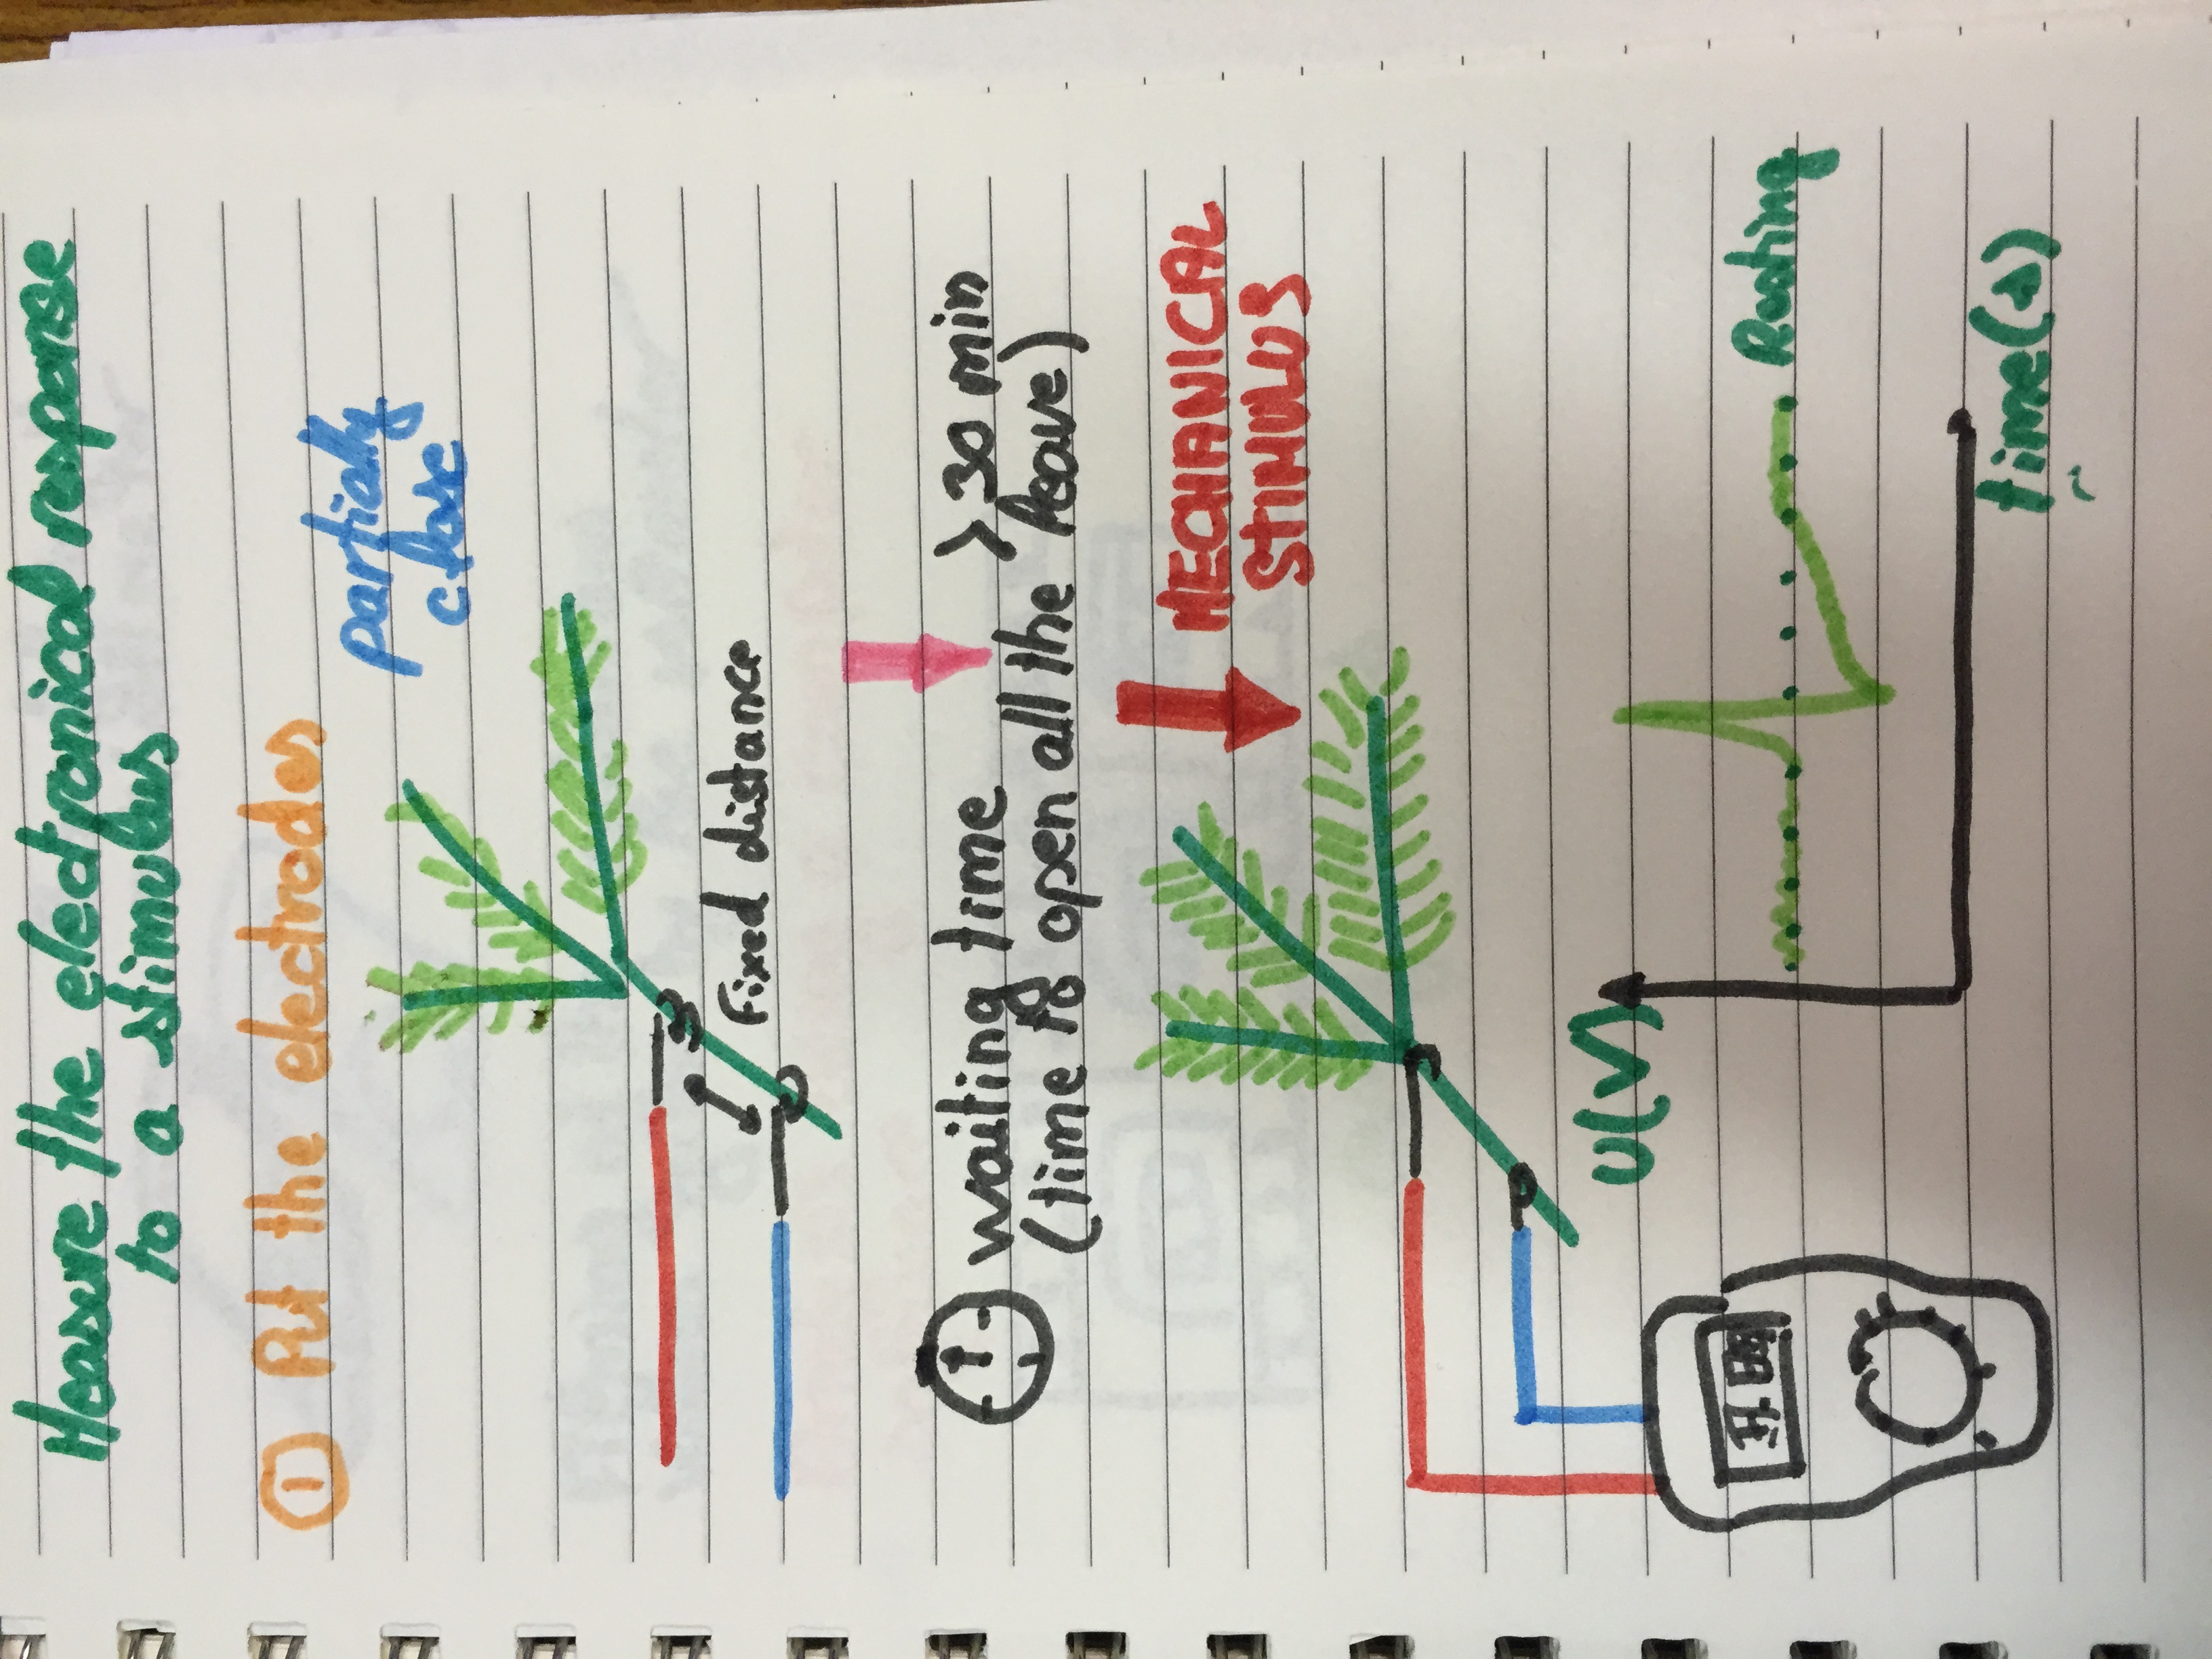 Measure the electronical response
to a stimulus
1 Put the electrodes
partially
close
Fixed distance
waiting time > 30 min
(time to open all the leave)
MECHANICAL
STIMULUS
U(V)
Resting
time(s)